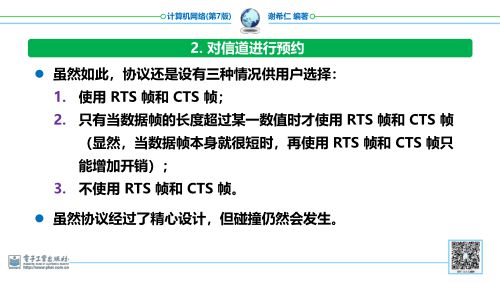 计算机网络(第7版) 谢希仁 编著
2. 对信道进行预约
● 虽然如此，协议还是设有三种情况供用户选择：
1. 使用 RTS 帧和 CTS 帧；
2. 只有当数据帧的长度超过某一数值时才使用 RTS 帧和 CTS 帧
（显然，当数据帧本身就很短时，再使用 RTS 帧和 CTS 帧只
能增加开销）；
3. 不使用 RTS 帧和 CTS 帧。
● 虽然协议经过了精心设计，但碰撞仍然会发生。
电子工业出版社
http://www.phei.com.cn